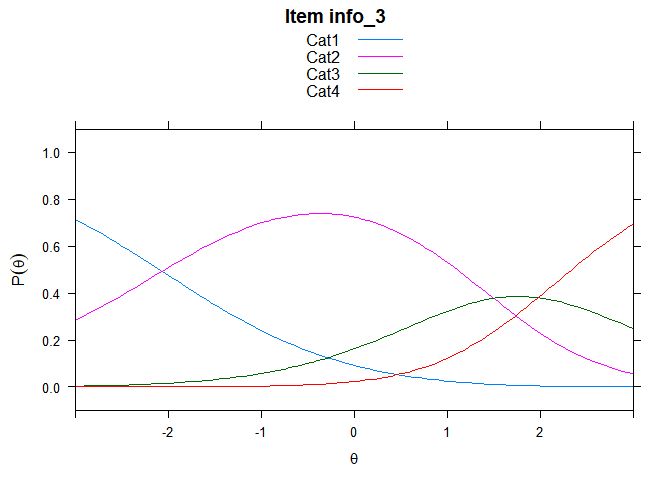 Item info_3
Cat1
Cat2
Cat3
Cat4
1.0
0.8
0.6
0.4
0.2
0.0
P(θ)
-2 -1 0 1 2
θ